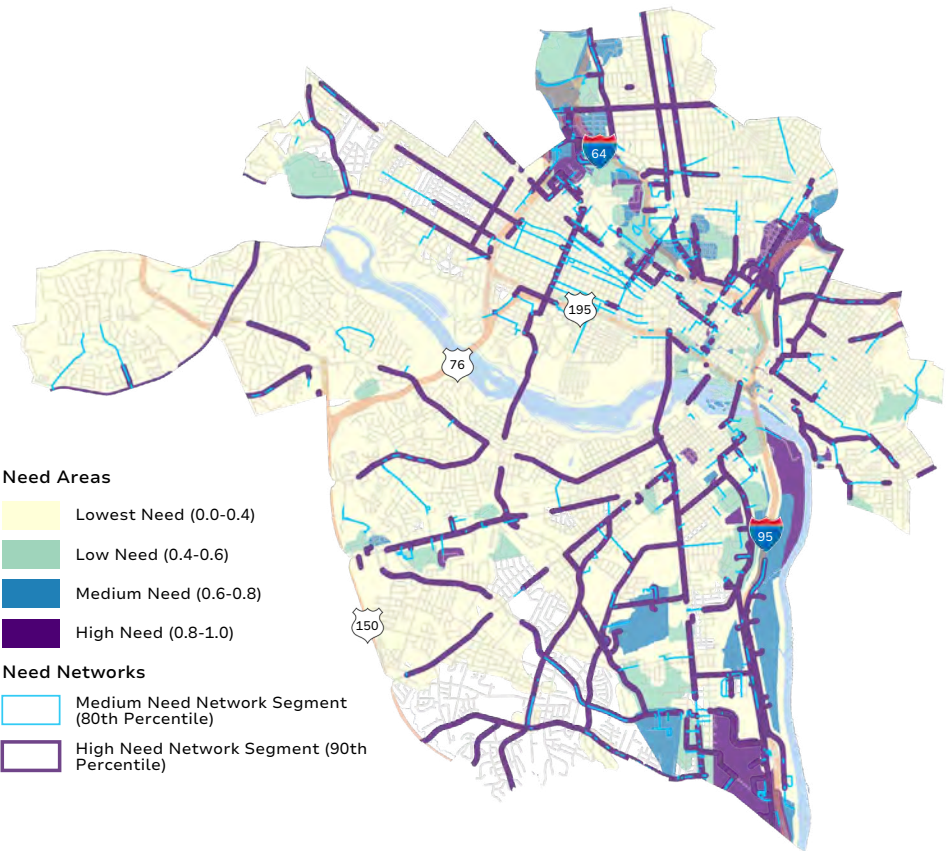 64
195
76
Need Areas
Lowest Need (0.0-0.4)
Low Need (0.4-0.6)
95
Medium Need (0.6-0.8)
150
High Need (0.8-1.0)
Need Networks
Medium Need Network Segment
(80th Percentile)
High Need Network Segment (90th
Percentile)